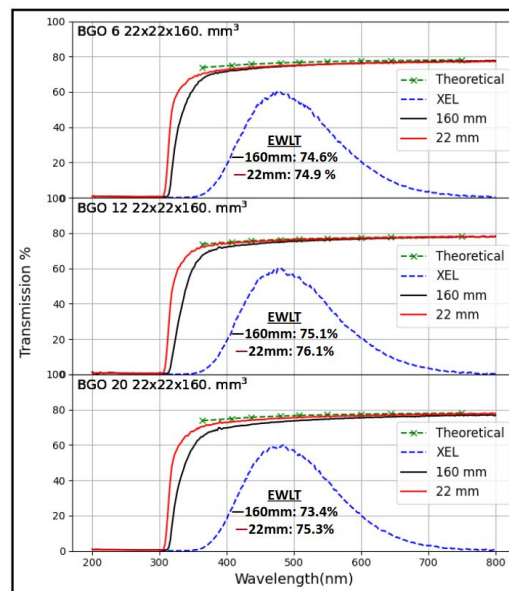 BGO 6 22x22x160. mm³
100
80
60
40
20
0
Theoretical
XEL
160 mm
22 mm
EWLT
160mm: 74.6%
22mm: 74.9 %
BGO 12 22x22x160. mm³
100
80
60
40
20
0
Theoretical
XEL
160 mm
22 mm
EWLT
160mm: 75.1%
22mm: 76.1%
Transmission %
BGO 20 22x22x160. mm³
100
80
60
40
20
0
Theoretical
XEL
160 mm
22 mm
EWLT
160mm: 73.4%
22mm: 75.3%
200 300 400 500 600 700 800
Wavelength(nm)